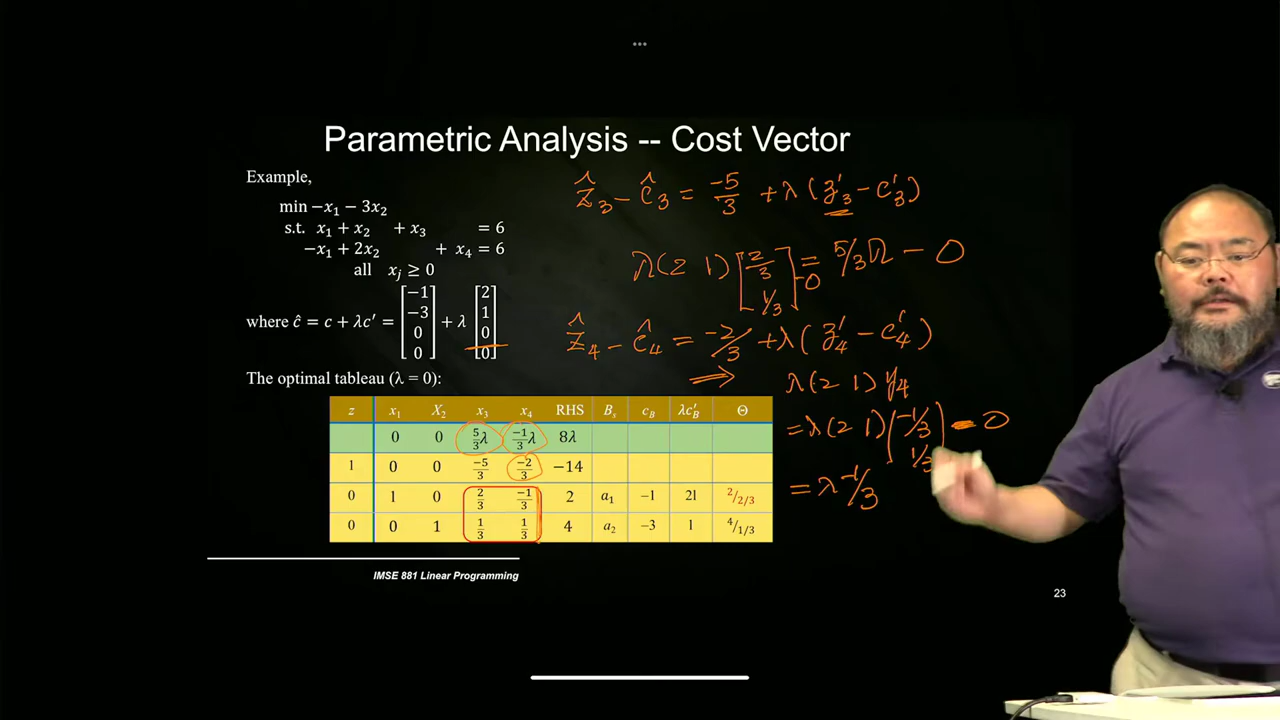 Parametric Analysis -- Cost Vector
Example,
min −x₁ − 3x₂
s.t. x₁ + x₂ + x₃ = 6
−x₁ + 2x₂ + x₄ = 6
all xⱼ ≥ 0
where ĉ = c + λc′ = [−1 −3 0 0] + λ [2 1 0 0]
The optimal tableau (λ = 0):
z x₁ X₂ x₃ x₄ RHS Bₛ c_B λc′_B Θ
0 0 5/3λ −1/3λ 8λ
1 0 0 −5/3 −2/3 −14
0 1 0 2/3 −1/3 2 a₁ −1 2l 2/2/3
0 0 1 1/3 1/3 4 a₂ −3 l 4/1/3
ẑ₃ − ĉ₃ = −5/3 + λ(z′₃ − c′₃)
λ(2 1) [2/3 1/3] −0 = 5/3 λ − 0
ẑ₄ − ĉ₄ = −2/3 + λ(z′₄ − c′₄)
⇒ λ(2 1) y₄
= λ(2 1) (−1/3 1/3) − 0
= λ −1/3
IMSE 881 Linear Programming
23